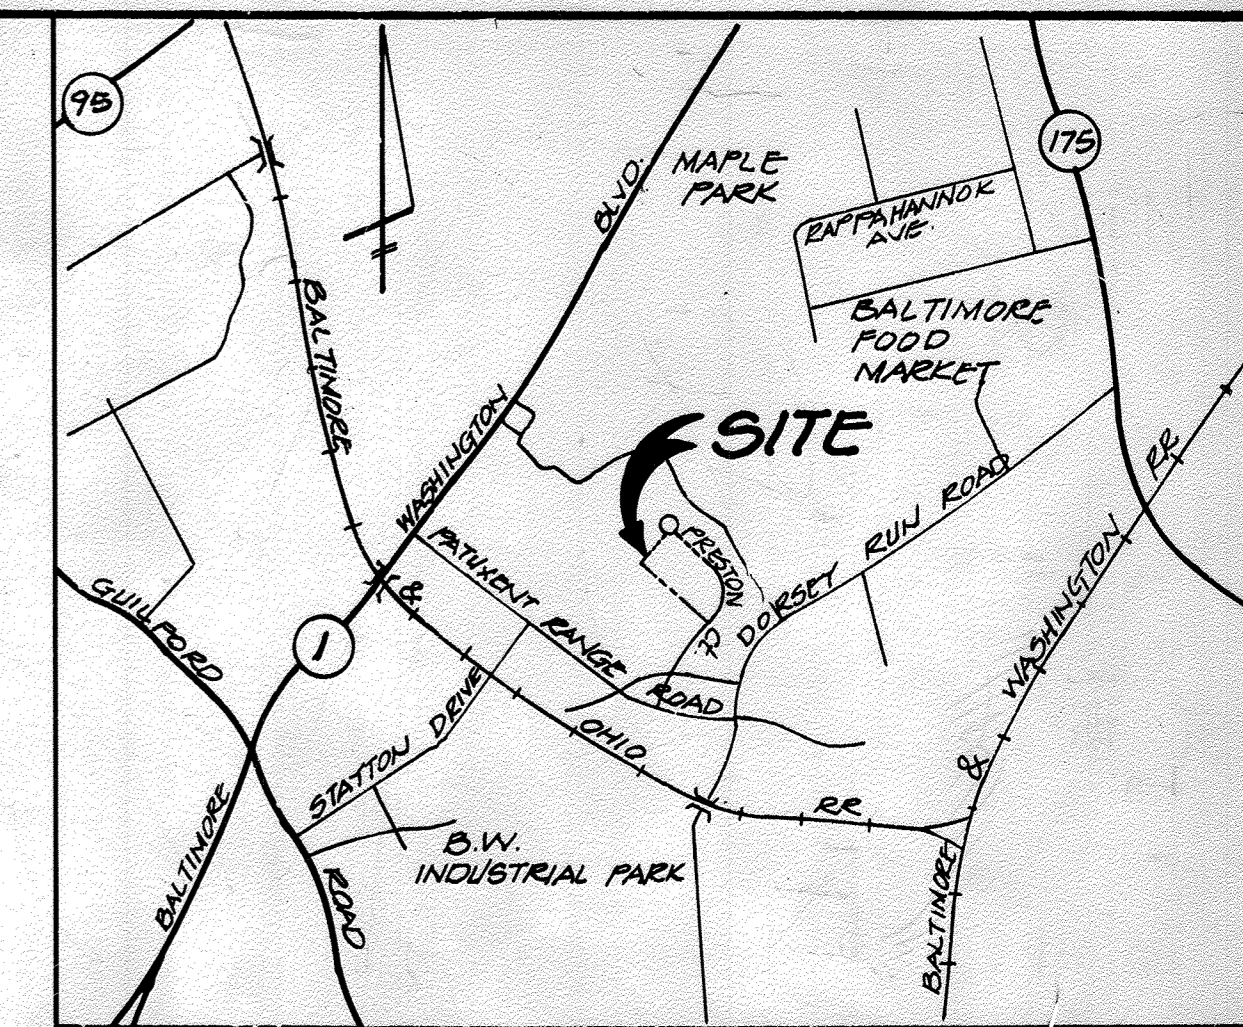 95
175
MAPLE
PARK
BLVD.
RAPPAHANNOK
AVE.
BALTIMORE
FOOD
MARKET
BALTIMORE
SITE
WASHINGTON
RR
DORSEY RUN ROAD
PRESTON
CT.
PATUXENT RANGE
ROAD
&
GUILFORD
1
WASHINGTON
STATTON DRIVE
OHIO
&
RR
BALTIMORE
B.W.
INDUSTRIAL PARK
ROAD
BALTIMORE